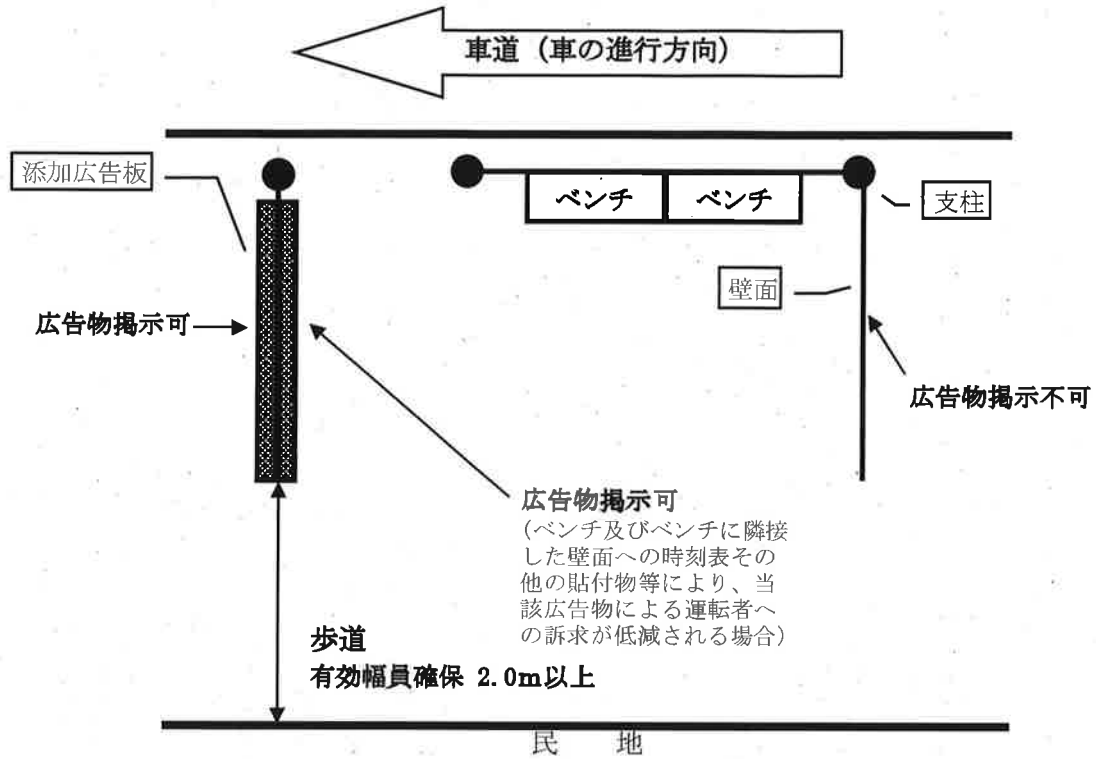 車道（車の進行方向）
添加広告板
ベンチ
ベンチ
支柱
壁面
広告物掲示可
広告物掲示不可
広告物掲示可
（ベンチ及びベンチに隣接
した壁面への時刻表その
他の貼付物等により、当
該広告物による運転者へ
の訴求が低減される場合）
歩道
有効幅員確保 2.0m以上
民　地